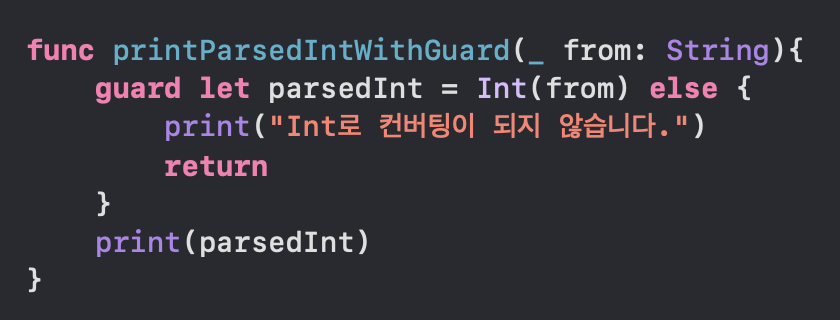 func printParsedIntWithGuard(_ from: String){
    guard let parsedInt = Int(from) else {
        print("Int로 컨버팅이 되지 않습니다.")
        return
    }
    print(parsedInt)
}